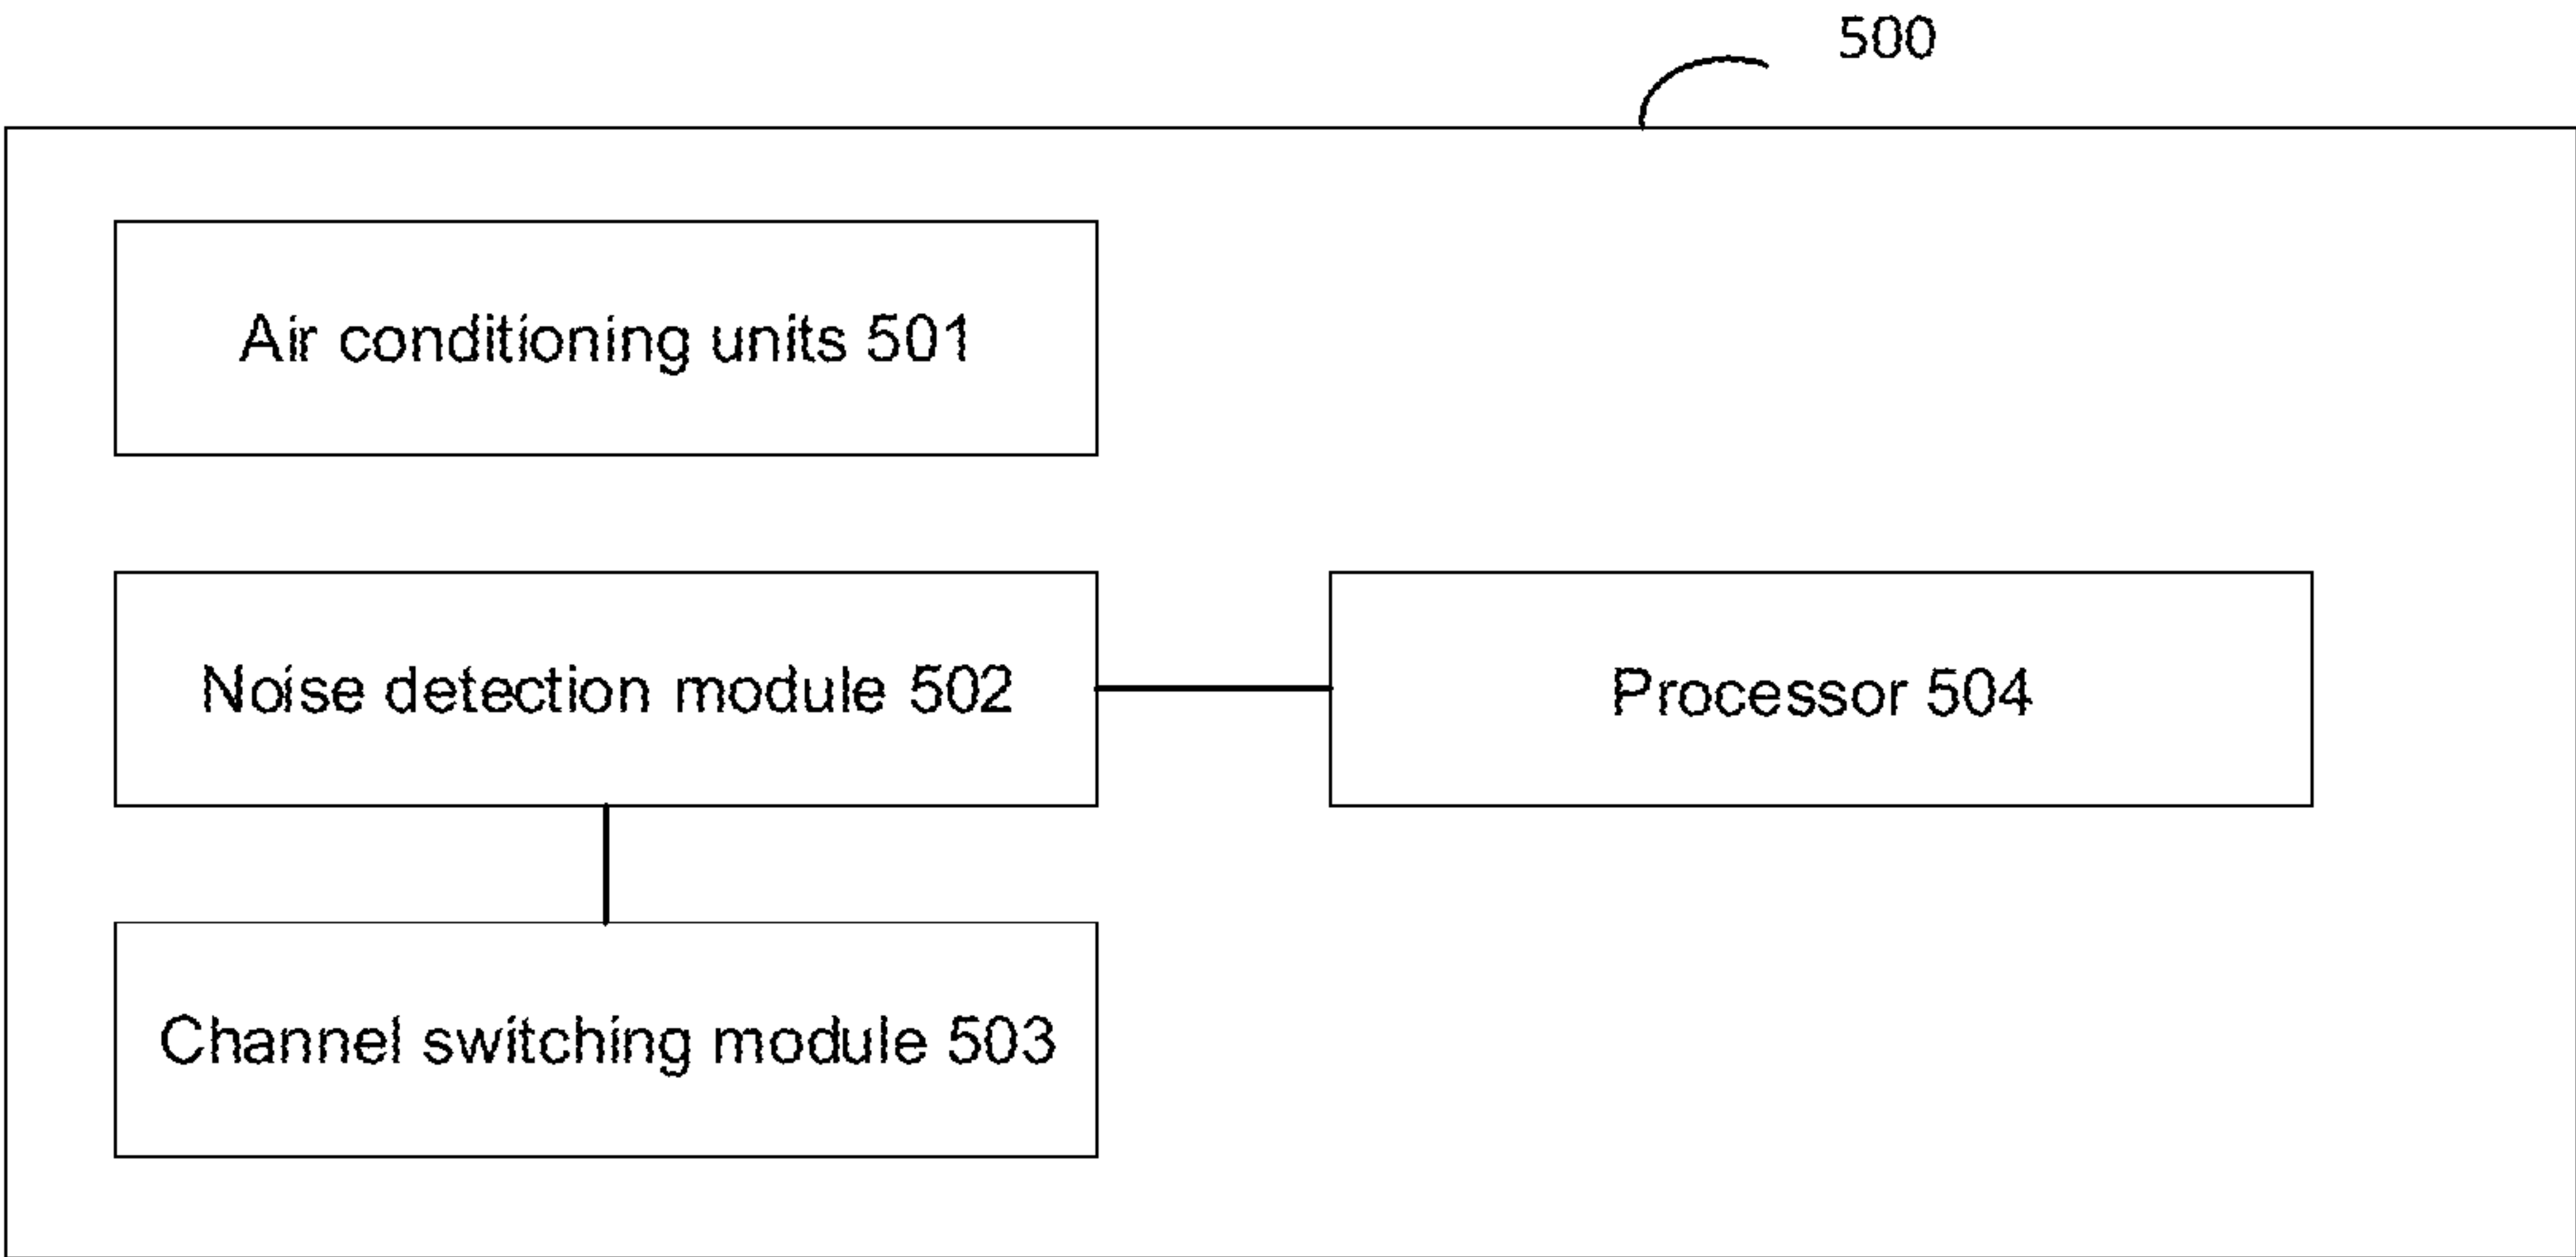 500
Air conditioning units 501
Noise detection module 502
Processor 504
Channel switching module 503